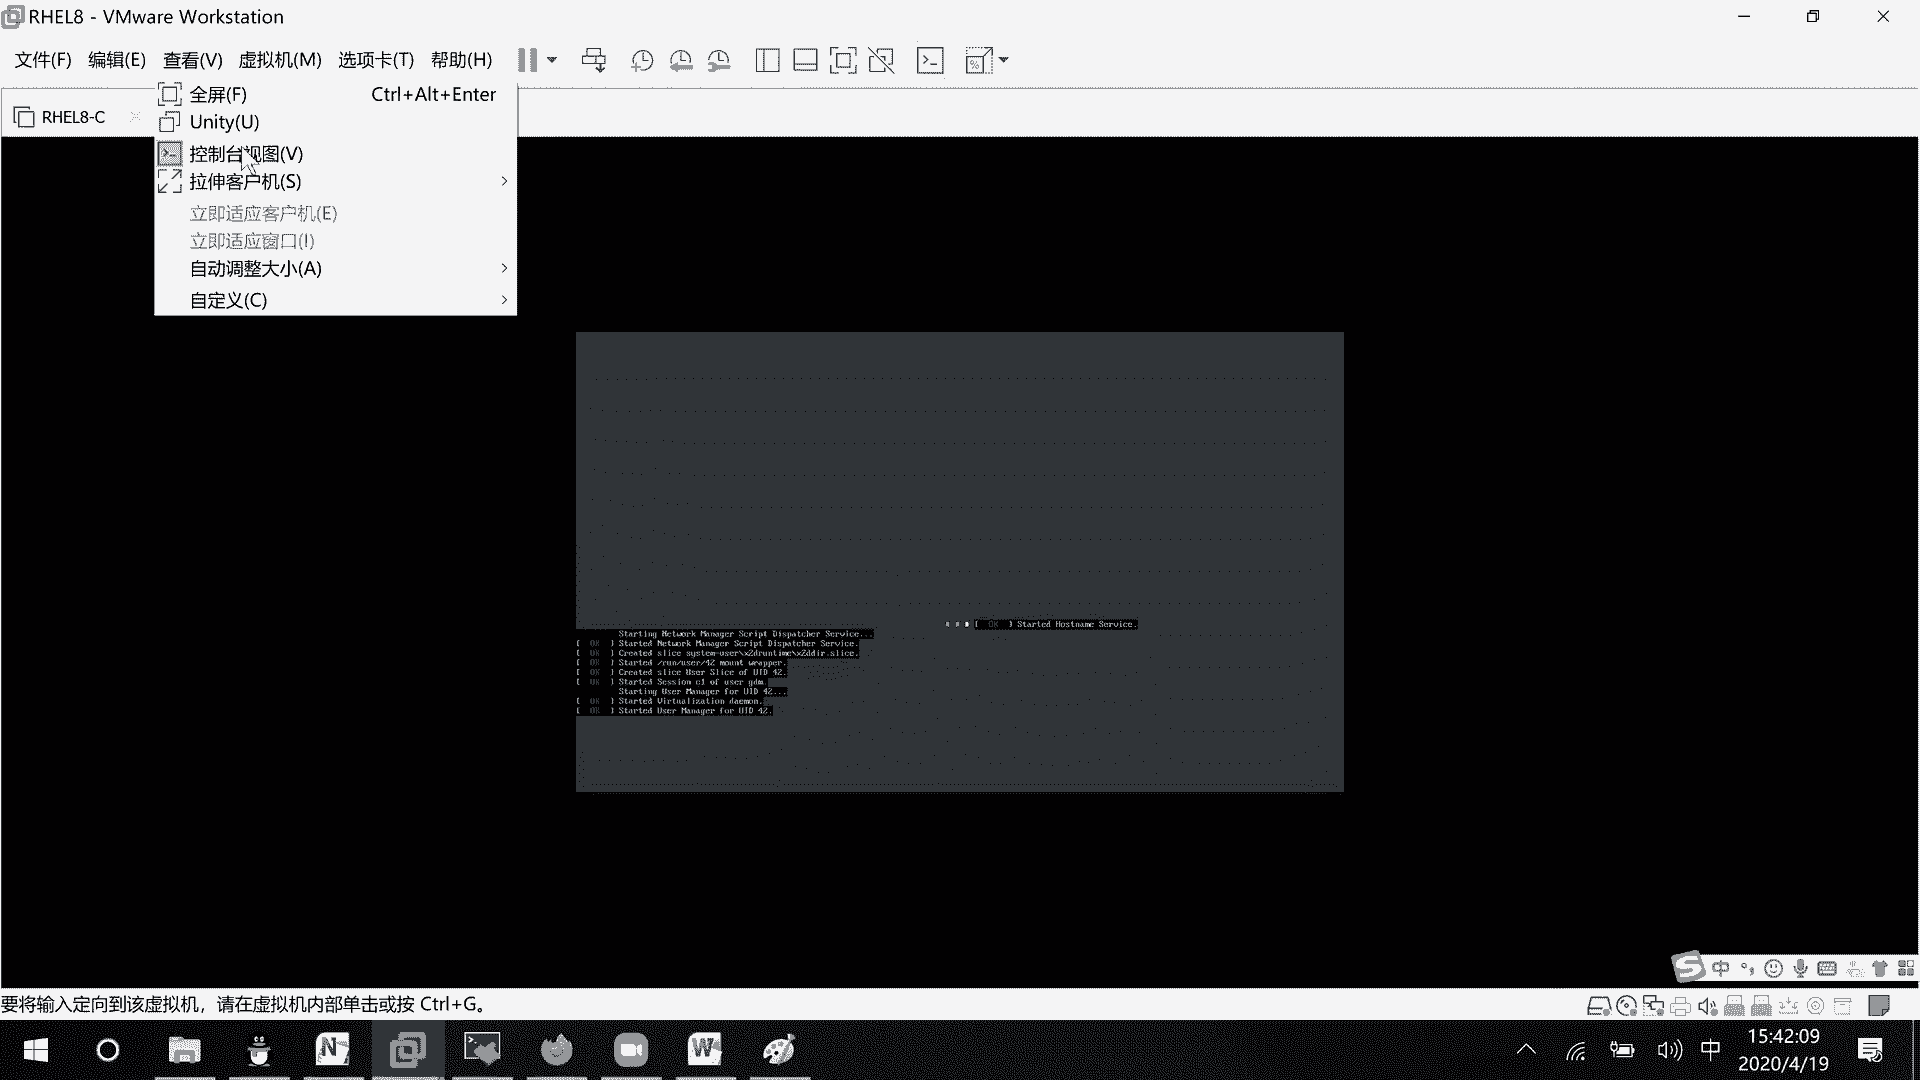 RHEL8 - VMware Workstation
文件(F) 编辑(E) 查看(V) 虚拟机(M) 选项卡(T) 帮助(H)
RHEL8-C
全屏(F) Ctrl+Alt+Enter
Unity(U)
控制台视图(V)
拉伸客户机(S)
立即适应客户机(E)
立即适应窗口(I)
自动调整大小(A)
自定义(C)
[ OK ] Started Hostname Service.
Starting Network Manager Script Dispatcher Service...
[ OK ] Started Network Manager Script Dispatcher Service.
[ OK ] Created slice system-user\x2druntime\x2ddir.slice.
[ OK ] Started /run/user/42 mount wrapper.
[ OK ] Created slice User Slice of UID 42.
[ OK ] Started Session c1 of user gdm.
Starting User Manager for UID 42...
[ OK ] Started Virtualization daemon.
[ OK ] Started User Manager for UID 42.
中
要将输入定向到该虚拟机，请在虚拟机内部单击或按 Ctrl+G。
中
15:42:09
2020/4/19